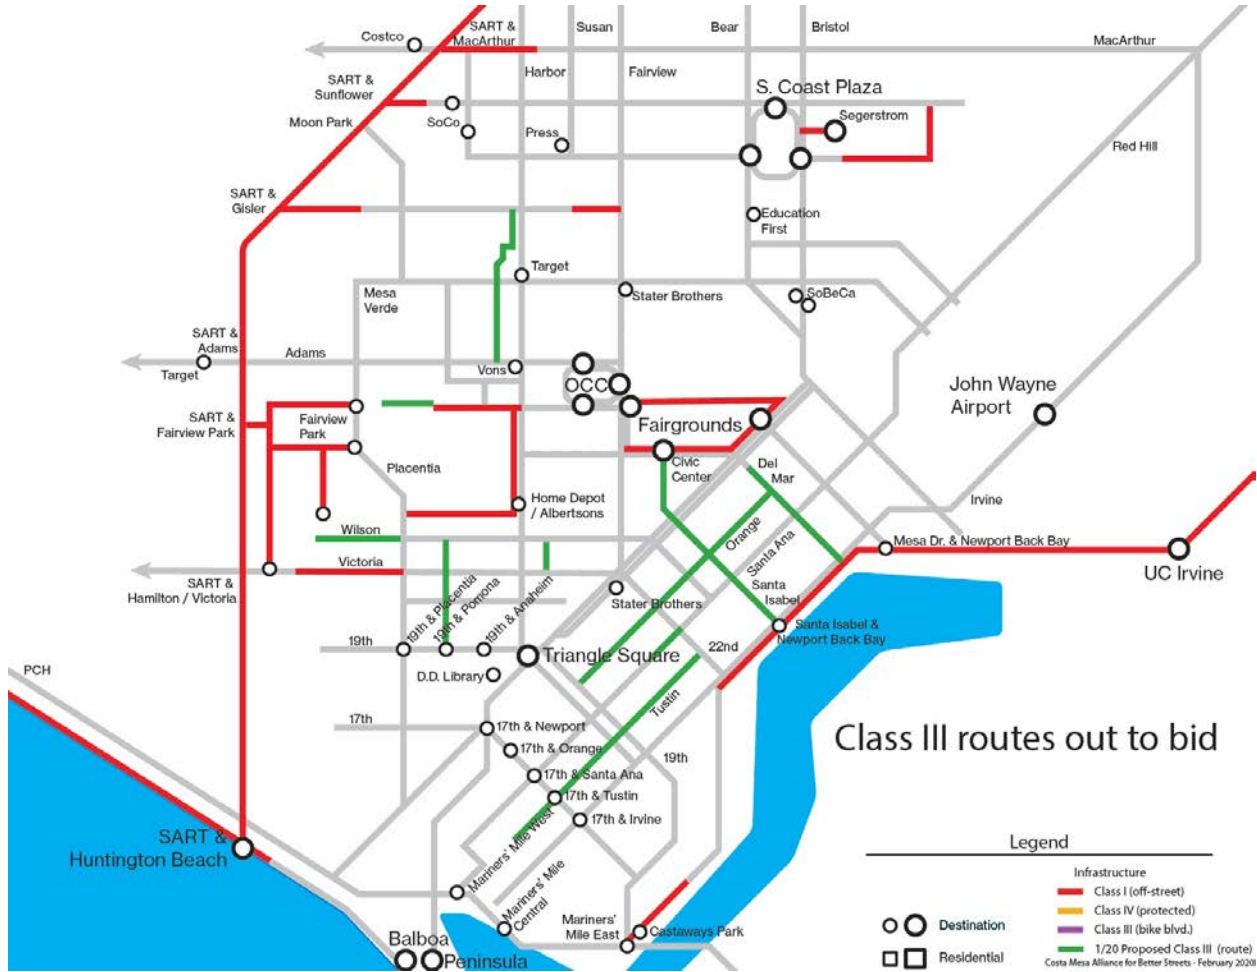 SART &
MacArthur
Susan
Bear
Bristol
Costco
MacArthur
Harbor
Fairview
SART &
Sunflower
S. Coast Plaza
Segerstrom
Moon Park
SoCo
Press
Red Hill
SART &
Gisler
Education
First
Target
Mesa
Verde
Stater Brothers
SoBeCa
SART &
Adams
Adams
Target
Vons
OCC
John Wayne
Airport
SART &
Fairview Park
Fairview
Park
Fairgrounds
Placentia
Civic
Center
Del
Mar
Home Depot
/ Albertsons
Irvine
Wilson
Orange
Santa Ana
Mesa Dr. & Newport Back Bay
Victoria
UC Irvine
SART &
Hamilton / Victoria
19th & Placentia
19th & Pomona
19th & Anaheim
Stater Brothers
Santa
Isabel
Santa Isabel &
Newport Back Bay
19th
22nd
Triangle Square
PCH
D.D. Library
Tustin
17th
17th & Newport
17th & Orange
19th
Class III routes out to bid
17th & Santa Ana
17th & Tustin
17th & Irvine
SART &
Huntington Beach
Mariners' Mile West
Mariners' Mile
Central
Legend
Infrastructure
Class I (off-street)
Class IV (protected)
Class III (bike blvd.)
1/20 Proposed Class III (route)
Destination
Residential
Costa Mesa Alliance for Better Streets - February 2020
Mariners'
Mile East
Castaways Park
Balboa
Peninsula